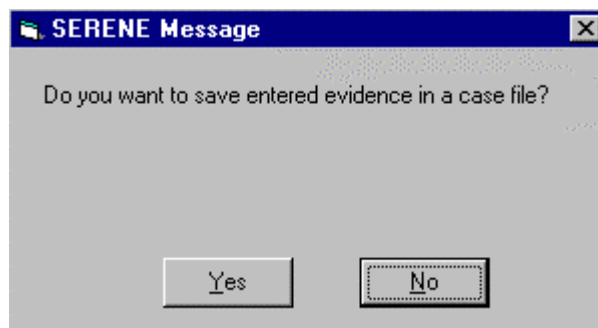 SERENE Message
Do you want to save entered evidence in a case file?
Yes No